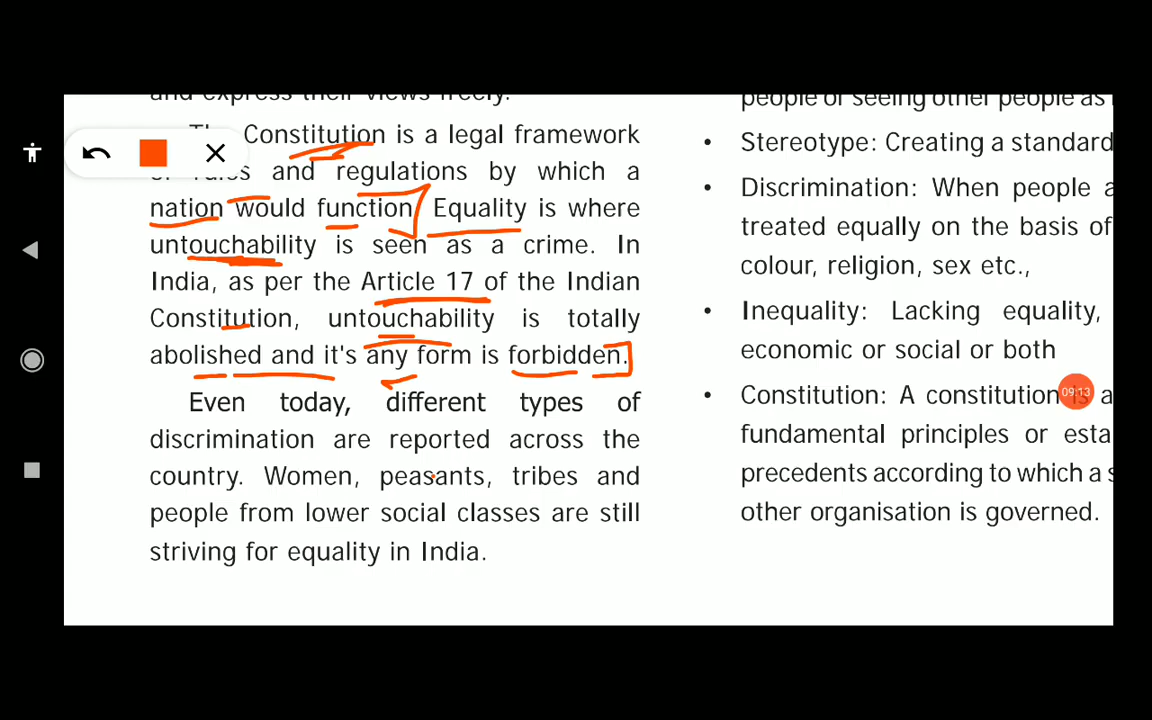 and express their views freely.
The Constitution is a legal framework
of rules and regulations by which a
nation would function. Equality is where
untouchability is seen as a crime. In
India, as per the Article 17 of the Indian
Constitution, untouchability is totally
abolished and it's any form is forbidden.
Even today, different types of
discrimination are reported across the
country. Women, peasants, tribes and
people from lower social classes are still
striving for equality in India.
people or seeing other people as
• Stereotype: Creating a standard
• Discrimination: When people a
treated equally on the basis of
colour, religion, sex etc.,
• Inequality: Lacking equality,
economic or social or both
• Constitution: A constitution is a
fundamental principles or esta
precedents according to which a s
other organisation is governed.
09:13